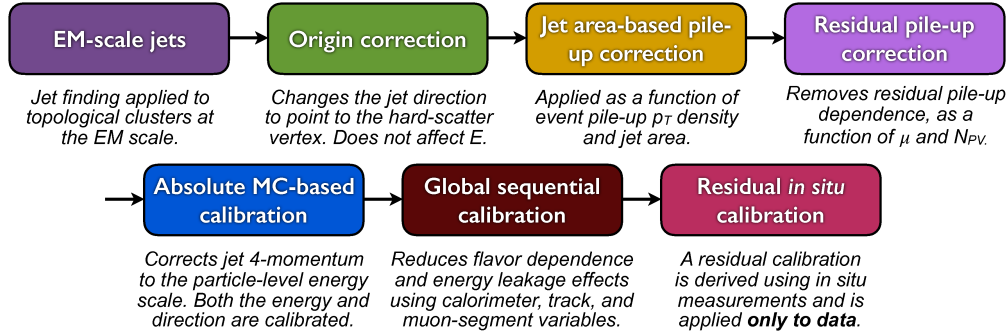 EM-scale jets
Jet finding applied to
topological clusters at
the EM scale.
Origin correction
Changes the jet direction
to point to the hard-scatter
vertex. Does not affect E.
Jet area-based pile-
up correction
Applied as a function of
event pile-up pT density
and jet area.
Residual pile-up
correction
Removes residual pile-up
dependence, as a
function of μ and NPV.
Absolute MC-based
calibration
Corrects jet 4-momentum
to the particle-level energy
scale. Both the energy and
direction are calibrated.
Global sequential
calibration
Reduces flavor dependence
and energy leakage effects
using calorimeter, track, and
muon-segment variables.
Residual in situ
calibration
A residual calibration
is derived using in situ
measurements and is
applied only to data.